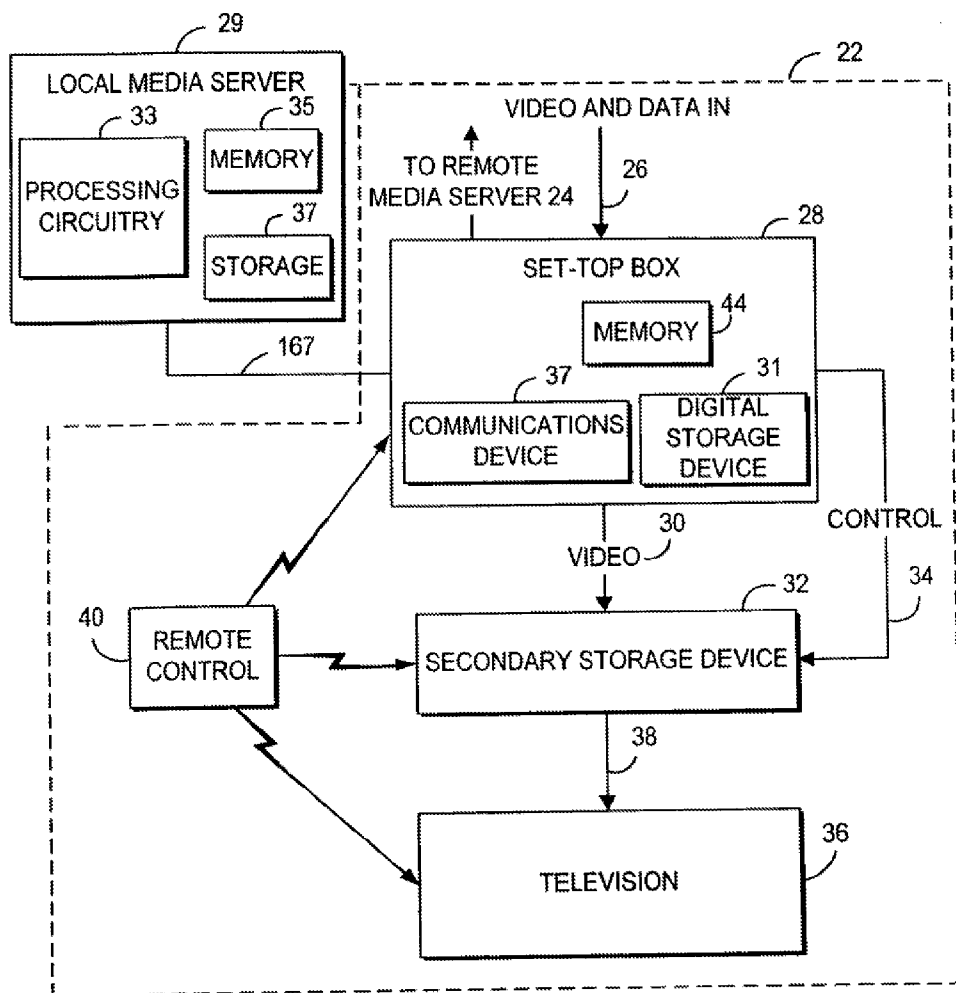 29
LOCAL MEDIA SERVER
33
PROCESSING
CIRCUITRY
35
MEMORY
37
STORAGE
22
VIDEO AND DATA IN
TO REMOTE
MEDIA SERVER 24
26
28
SET-TOP BOX
MEMORY
44
37
COMMUNICATIONS
DEVICE
31
DIGITAL
STORAGE
DEVICE
167
CONTROL
34
VIDEO
30
32
SECONDARY STORAGE DEVICE
40
REMOTE
CONTROL
38
36
TELEVISION